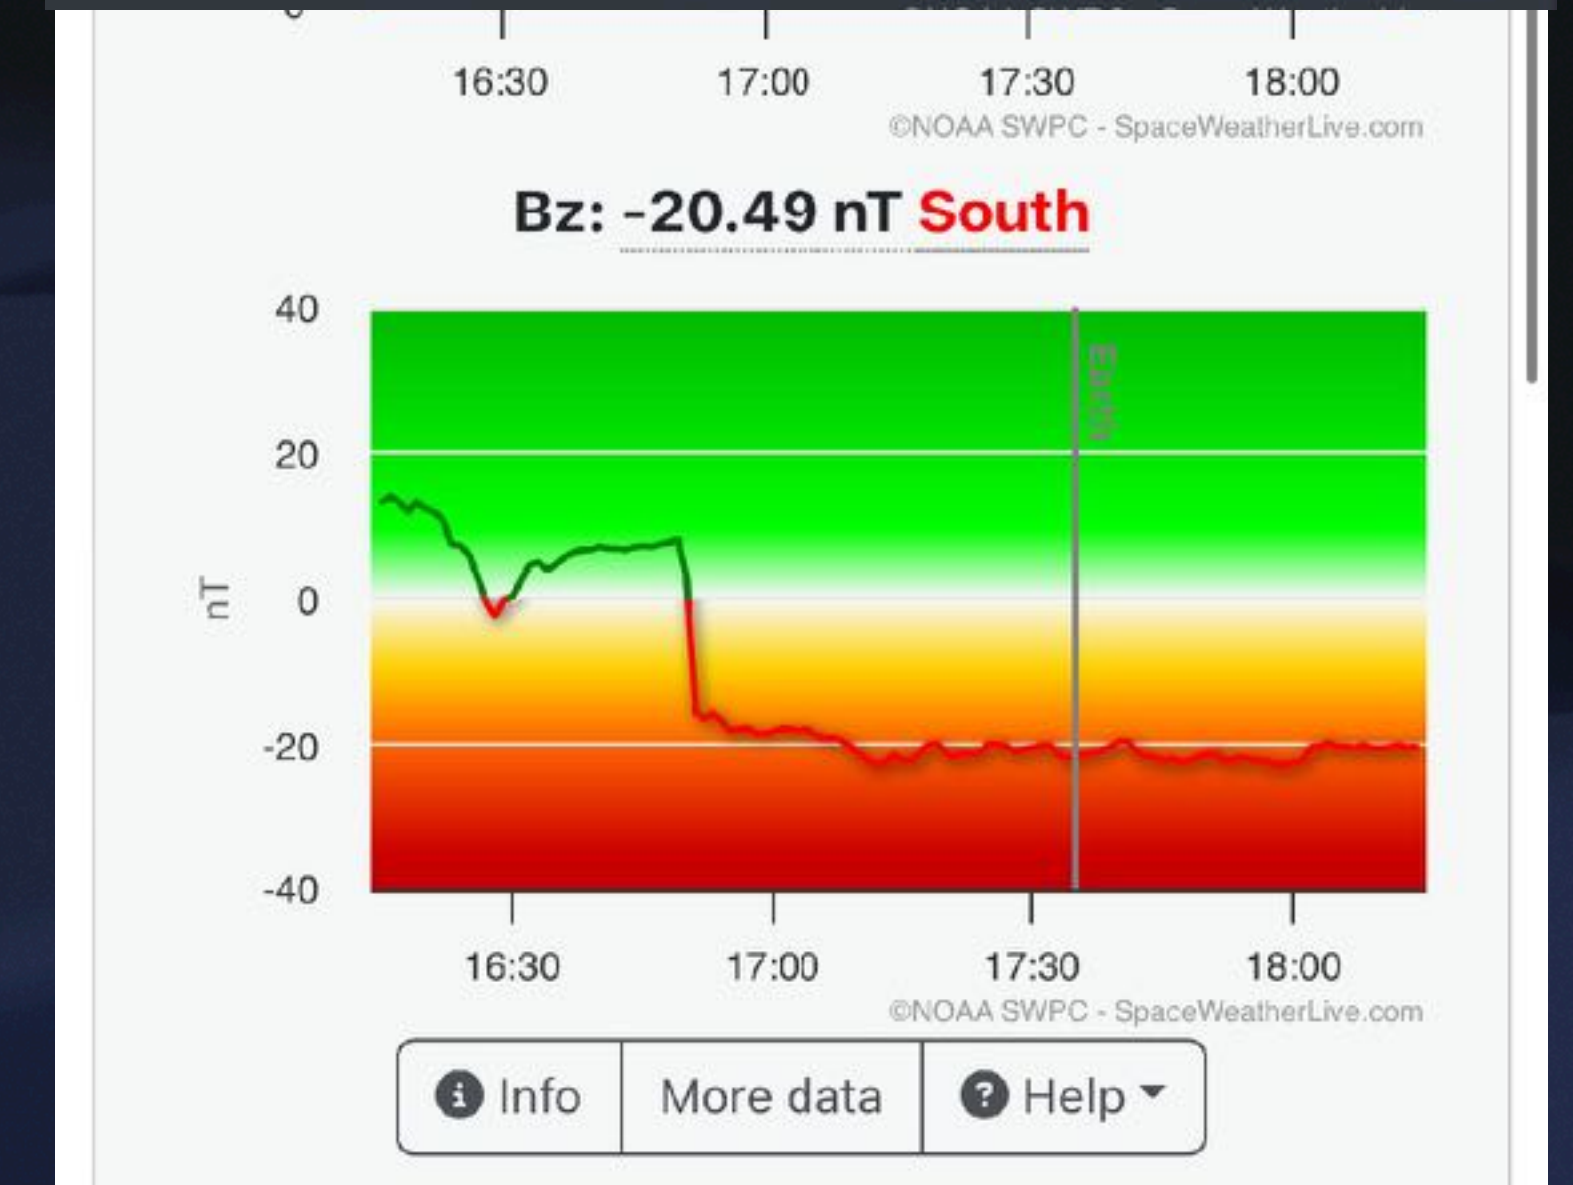 16:30 17:00 17:30 18:00
©NOAA SWPC - SpaceWeatherLive.com
Bz: -20.49 nT South
40
Earth
20
nT
0
-20
-40
16:30 17:00 17:30 18:00
©NOAA SWPC - SpaceWeatherLive.com
Info More data Help